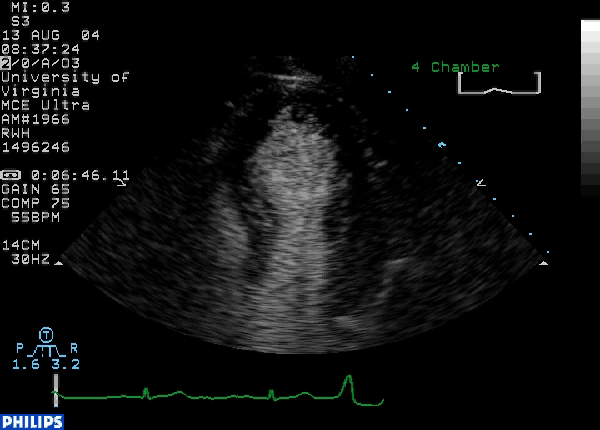 MI:0.3
S3
13 AUG 04
08:37:24
2/0/A/03
University of
Virginia
MCE Ultra
AM#1966
RWH
1496246
0:06:46.11
GAIN 65
COMP 75
55BPM
14CM
30HZ
4 Chamber
T
P R
1.6 3.2
PHILIPS